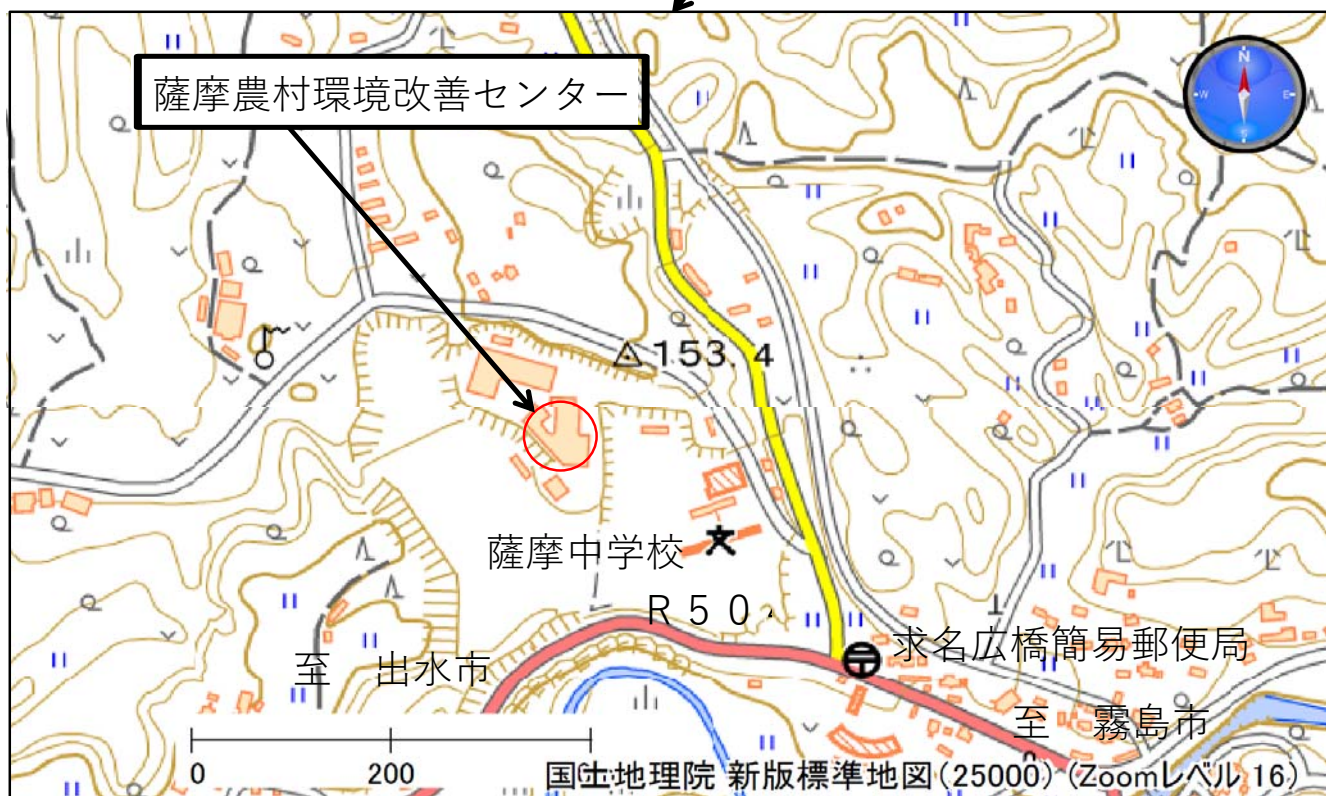 薩摩農村環境改善センター
N
W
E
S
153.4
薩摩中学校
R50
求名広橋簡易郵便局
至 出水市
至 霧島市
0
200
国土地理院 新版標準地図(25000) (Zoomレベル 16)